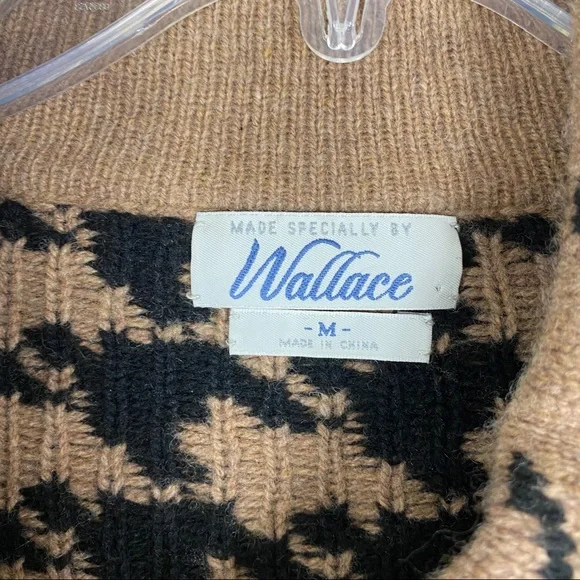 MADE SPECIALLY BY
Wallace
- M -
MADE IN CHINA